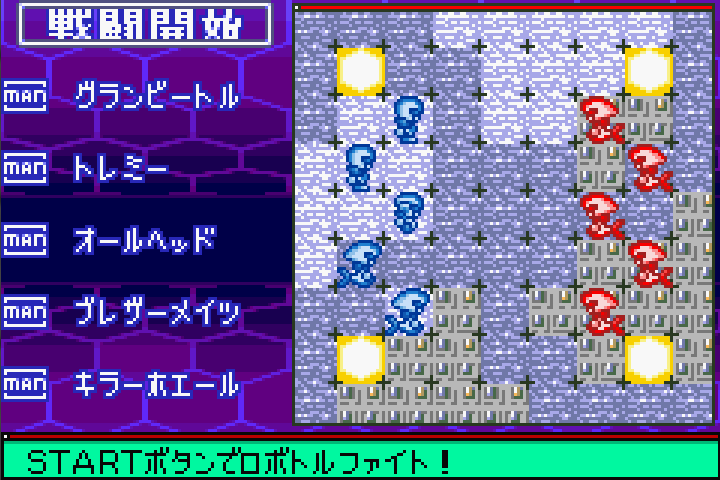 戦闘開始
MAN グランビートル
MAN トレミー
MAN オールヘッド
MAN ブレザーメイツ
MAN キラーホエール
STARTボタンでロボトルファイト!